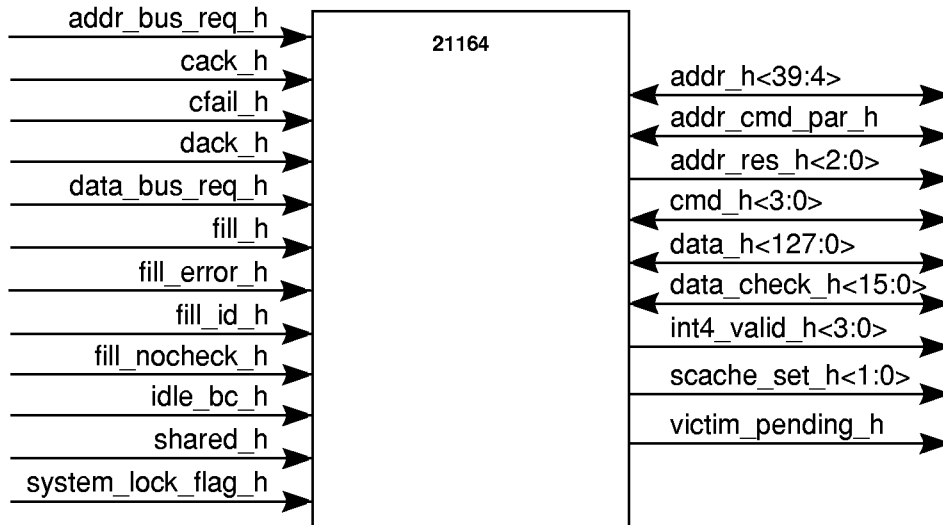 addr_bus_req_h
cack_h
cfail_h
dack_h
data_bus_req_h
fill_h
fill_error_h
fill_id_h
fill_nocheck_h
idle_bc_h
shared_h
system_lock_flag_h
21164
addr_h<39:4>
addr_cmd_par_h
addr_res_h<2:0>
cmd_h<3:0>
data_h<127:0>
data_check_h<15:0>
int4_valid_h<3:0>
scache_set_h<1:0>
victim_pending_h